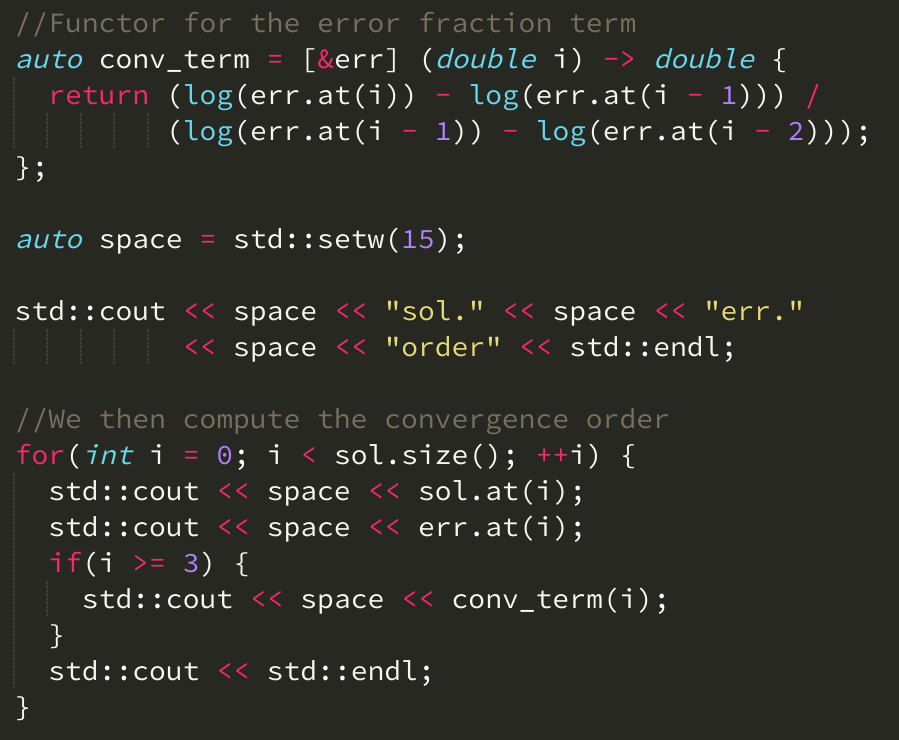 //Functor for the error fraction term
auto conv_term = [&err] (double i) -> double {
  return (log(err.at(i)) - log(err.at(i - 1))) /
         (log(err.at(i - 1)) - log(err.at(i - 2)));
};

auto space = std::setw(15);

std::cout << space << "sol." << space << "err."
          << space << "order" << std::endl;

//We then compute the convergence order
for(int i = 0; i < sol.size(); ++i) {
  std::cout << space << sol.at(i);
  std::cout << space << err.at(i);
  if(i >= 3) {
    std::cout << space << conv_term(i);
  }
  std::cout << std::endl;
}